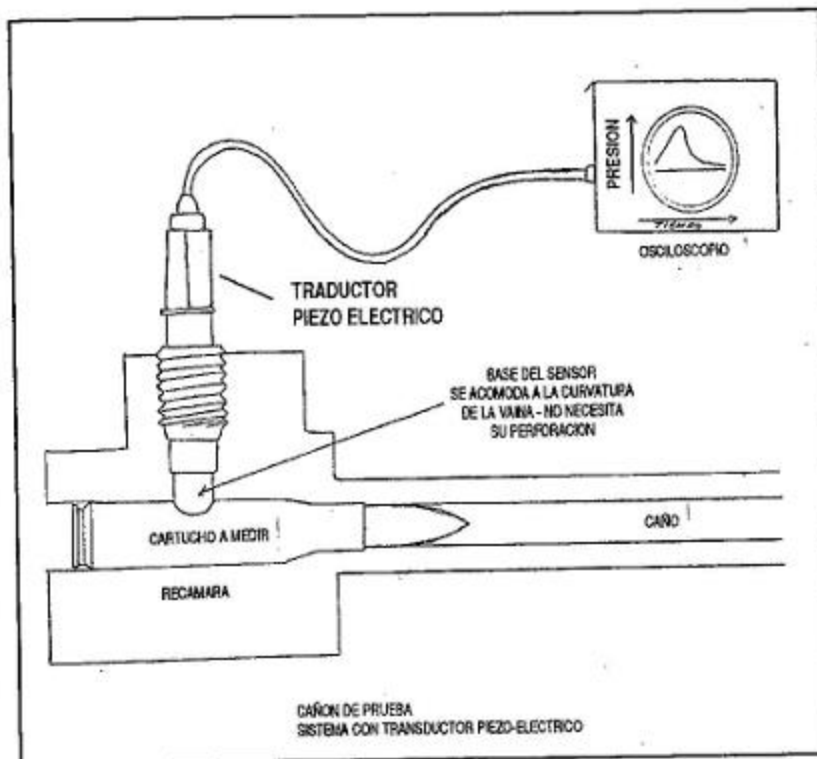 PRESION
TIEMPO
OSCILOSCOPIO
TRADUCTOR
PIEZO ELECTRICO
BASE DEL SENSOR
SE ACOMODA A LA CURVATURA
DE LA VAINA - NO NECESITA
SU PERFORACION
CARTUCHO A MEDIR
CAÑO
RECAMARA
CAÑON DE PRUEBA
SISTEMA CON TRANSDUCTOR PIEZO-ELECTRICO